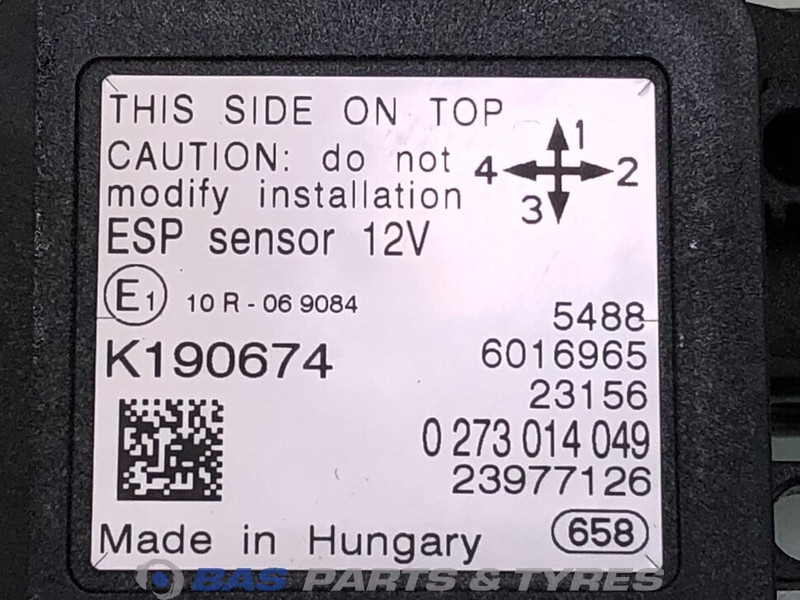 THIS SIDE ON TOP
CAUTION: do not
modify installation
1
4 2
3
ESP sensor 12V
E1 10 R - 06 9084
5488
K190674 6016965
23156
0 273 014 049
23977126
Made in Hungary 658
BAS PARTS & TYRES